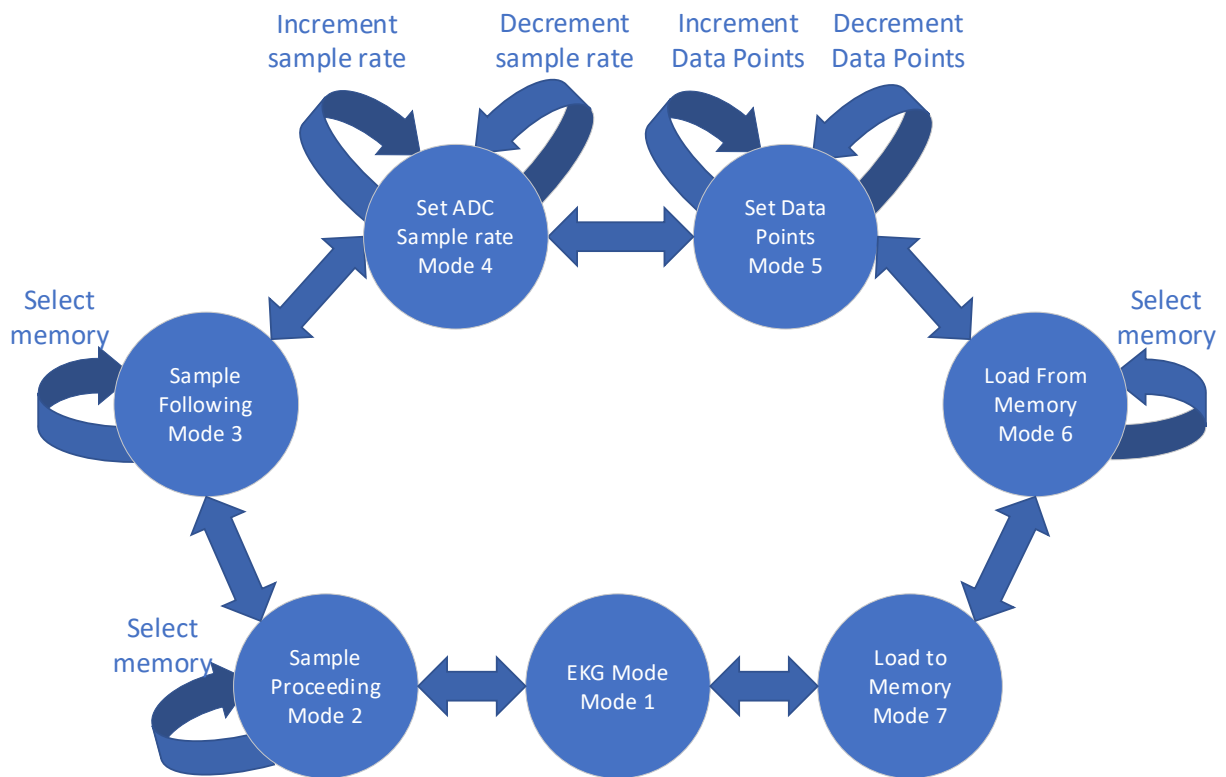 Increment
sample rate
Decrement
sample rate
Increment
Data Points
Decrement
Data Points
Set ADC
Sample rate
Mode 4
Set Data
Points
Mode 5
Select
memory
Sample
Following
Mode 3
Load From
Memory
Mode 6
Select
memory
Select
memory
Sample
Proceeding
Mode 2
EKG Mode
Mode 1
Load to
Memory
Mode 7